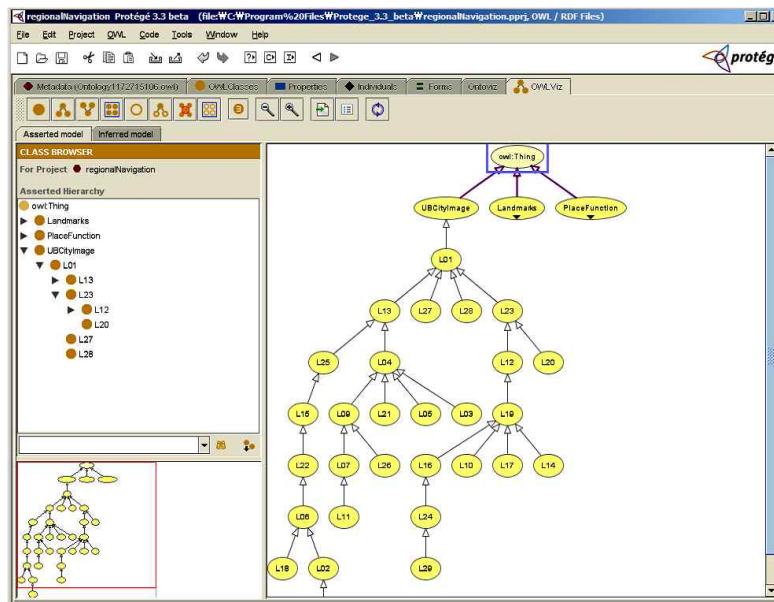 regionalNavigation Protégé 3.3 beta (file:₩C:₩Program%20Files₩Protege_3.3_beta₩regionalNavigation.pprj, OWL / RDF Files)
File Edit Project OWL Code Tools Window Help
protégé
Metadata (Ontology1172715106.owl) OWLClasses Properties Individuals Forms Ontoviz OWLViz
Asserted model Inferred model
CLASS BROWSER
For Project regionalNavigation
Asserted Hierarchy
owl:Thing
Landmarks
PlaceFunction
UBCityImage
L01
L13
L23
L12
L20
L27
L28
owl:Thing
UBCityImage Landmarks PlaceFunction
L01
L13 L27 L28 L23
L25 L04 L12 L20
L15 L09 L21 L05 L03 L19
L22 L07 L26 L16 L10 L17 L14
L06 L11 L24
L18 L02 L29